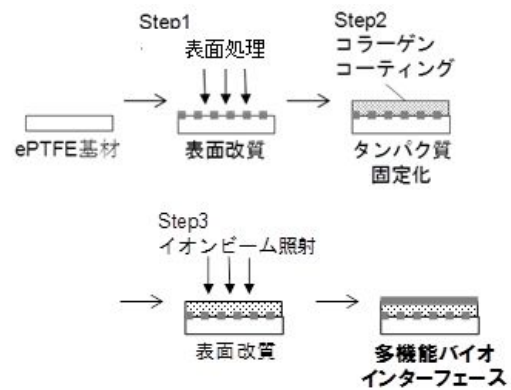 Step1
表面処理
Step2
コラーゲン
コーティング
ePTFE基材
表面改質
タンパク質
固定化
Step3
イオンビーム照射
表面改質
多機能バイオ
インターフェース